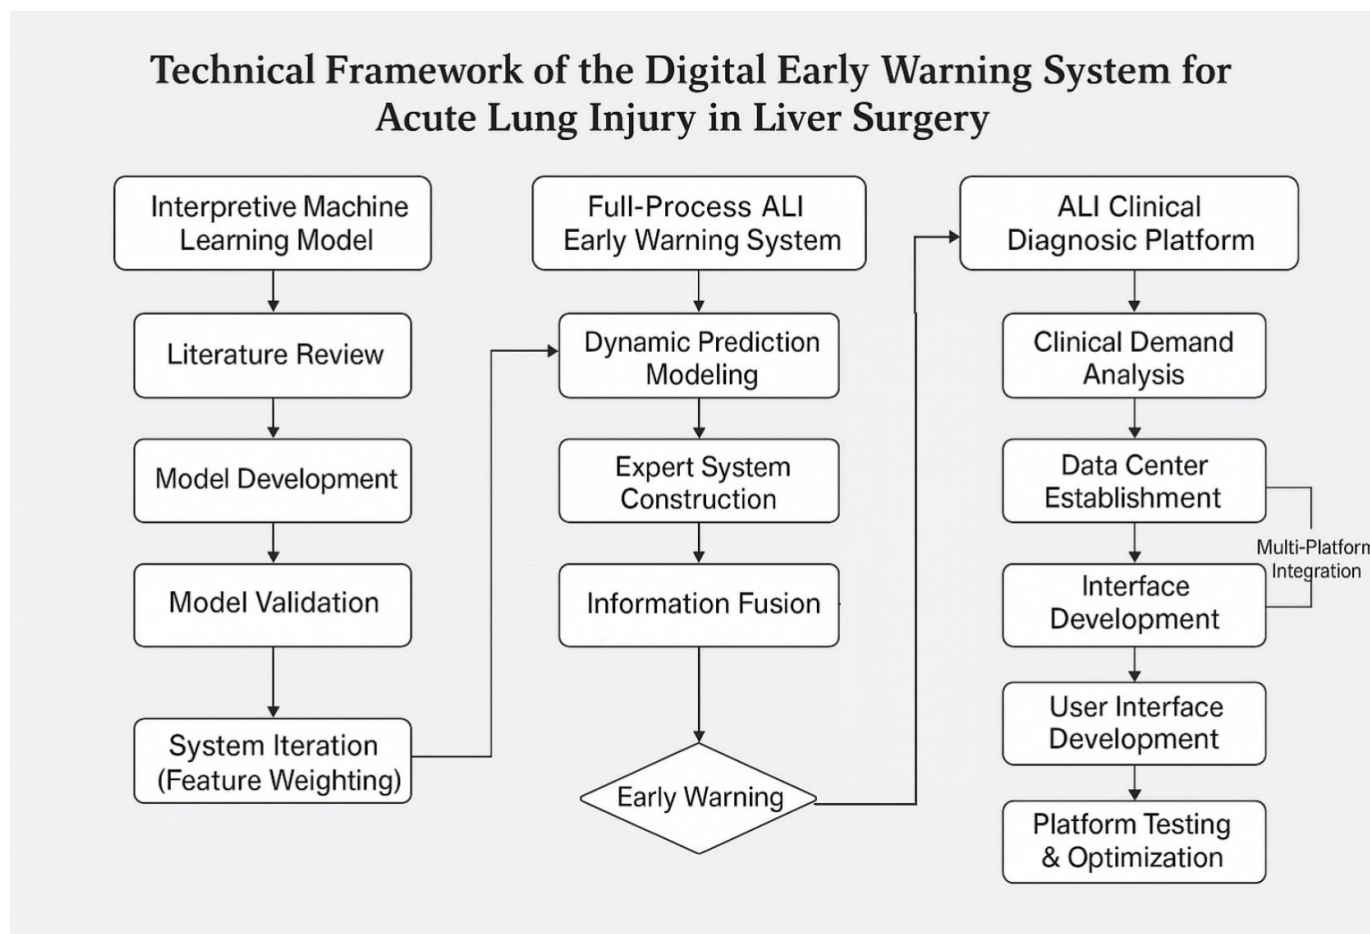 Technical Framework of the Digital Early Warning System for
Acute Lung Injury in Liver Surgery
Interpretive Machine
Learning Model
Literature Review
Model Development
Model Validation
System Iteration
(Feature Weighting)
Full-Process ALI
Early Warning System
Dynamic Prediction
Modeling
Expert System
Construction
Information Fusion
Early Warning
ALI Clinical
Diagnosic Platform
Clinical Demand
Analysis
Data Center
Establishment
Multi-Platform
Integration
Interface
Development
User Interface
Development
Platform Testing
& Optimization